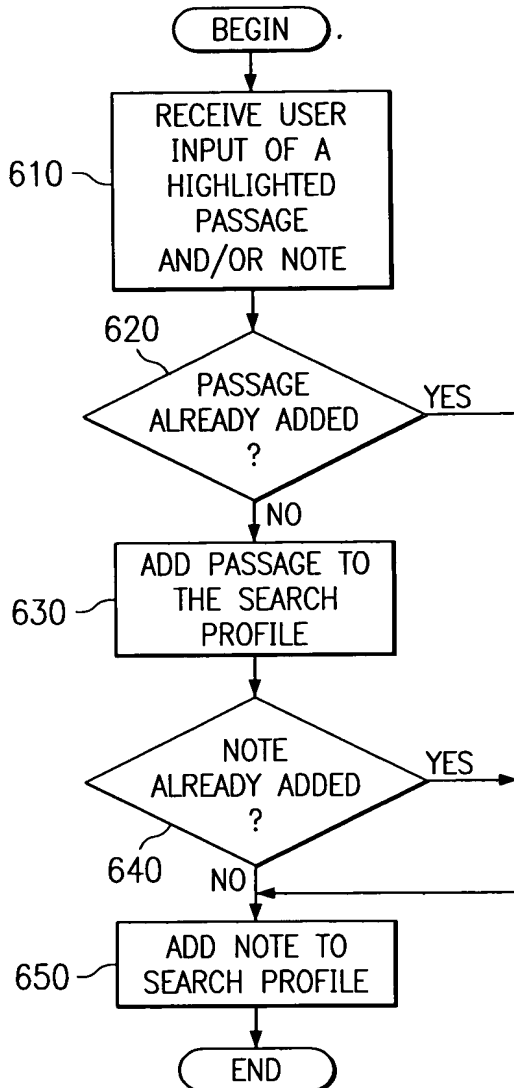 BEGIN
610
RECEIVE USER
INPUT OF A
HIGHLIGHTED
PASSAGE
AND/OR NOTE
620
PASSAGE
ALREADY ADDED
?
YES
NO
630
ADD PASSAGE TO
THE SEARCH
PROFILE
NOTE
ALREADY ADDED
?
YES
640
NO
650
ADD NOTE TO
SEARCH PROFILE
END